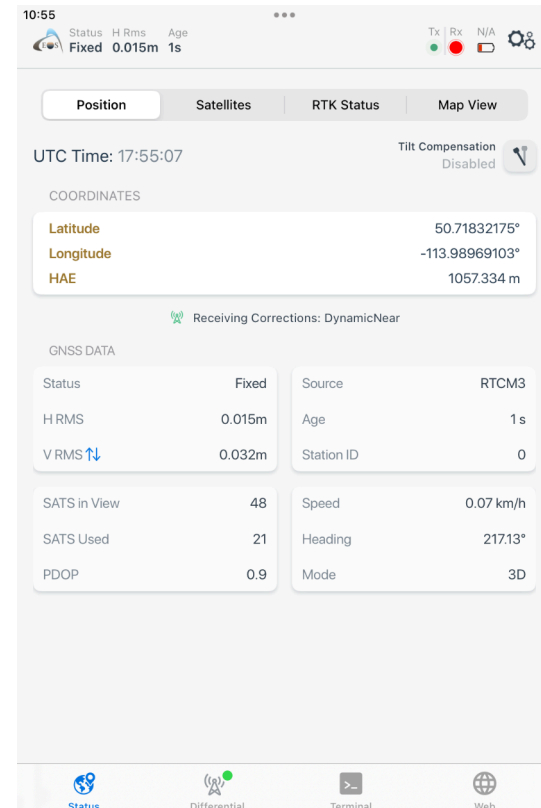 10:55
Status H Rms Age
Fixed 0.015m 1s
EOS
Tx Rx N/A
Position Satellites RTK Status Map View
UTC Time: 17:55:07
Tilt Compensation
Disabled
COORDINATES
Latitude 50.71832175°
Longitude -113.98969103°
HAE 1057.334 m
Receiving Corrections: DynamicNear
GNSS DATA
Status Fixed
H RMS 0.015m
V RMS 0.032m
Source RTCM3
Age 1 s
Station ID 0
SATS in View 48
SATS Used 21
PDOP 0.9
Speed 0.07 km/h
Heading 217.13°
Mode 3D
Status Differential Terminal Web